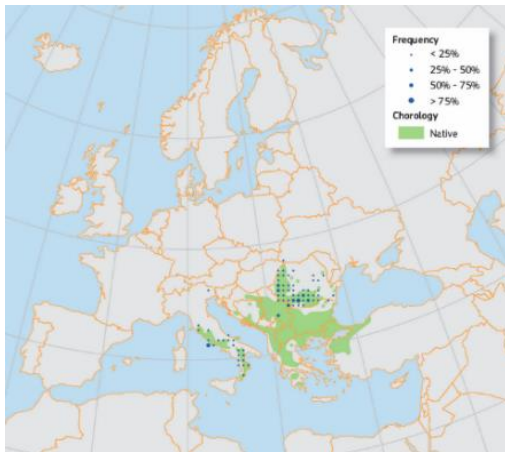 Frequency
< 25%
25% - 50%
50% - 75%
> 75%
Chorology
Native